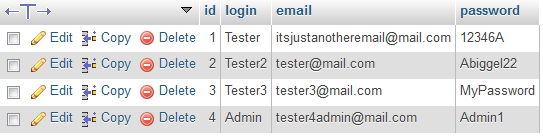 id login email password
Edit Copy Delete 1 Tester itsjustanotheremail@mail.com 12346A
Edit Copy Delete 2 Tester2 tester@mail.com Abiggel22
Edit Copy Delete 3 Tester3 tester3@mail.com MyPassword
Edit Copy Delete 4 Admin tester4admin@mail.com Admin1